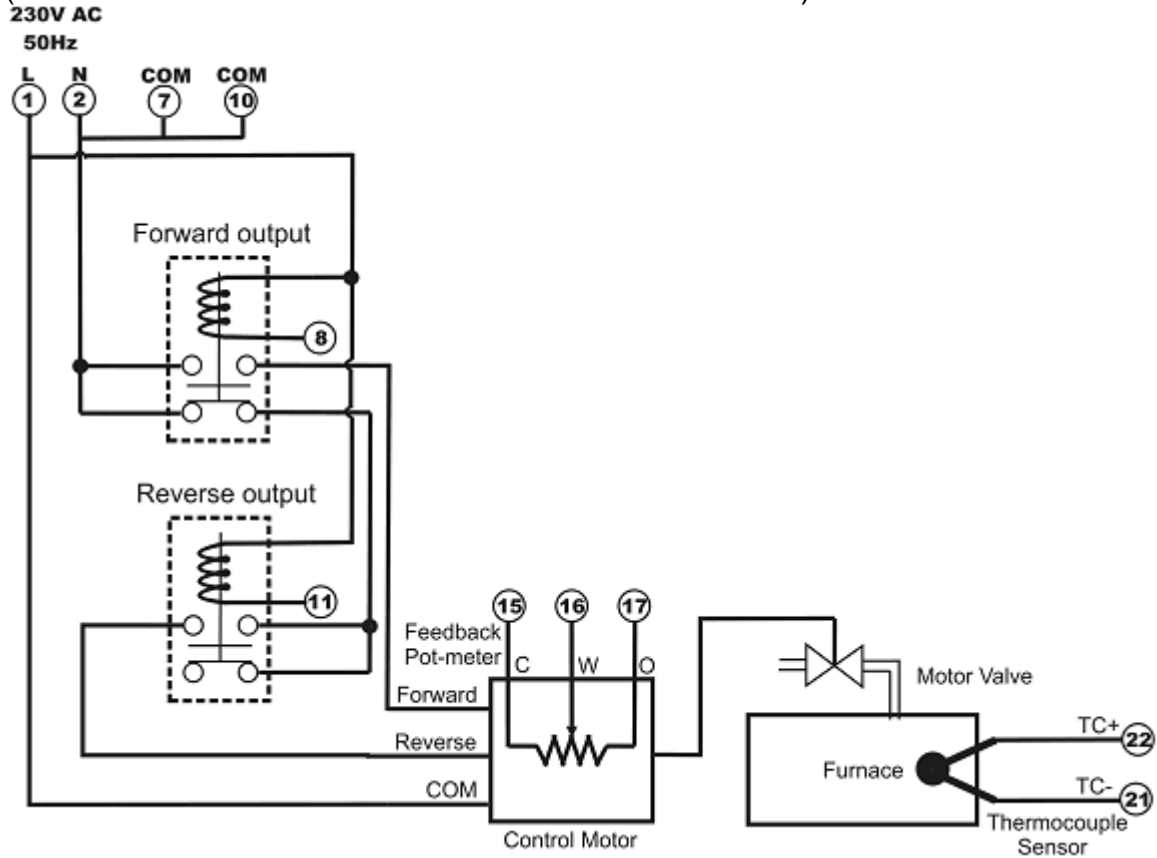 230V AC
50Hz
L N COM COM
1 2 7 10
Forward output
8
Reverse output
11
15 16 17
Feedback
Pot-meter
C W O
Forward
Reverse
COM
Control Motor
Motor Valve
Furnace
TC+ 22
TC- 21
Thermocouple
Sensor